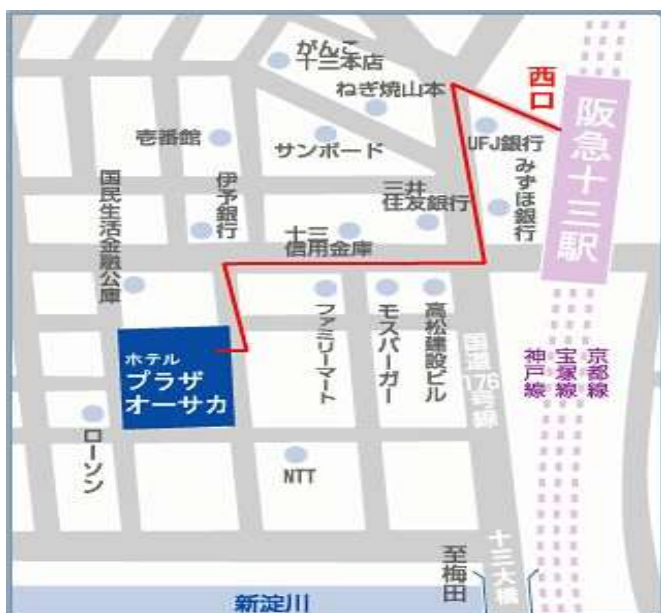 がんこ
十三本店
ねぎ焼山本
西口
阪急十三駅
壱番館
サンボード
UFJ銀行
みずほ銀行
国民生活金融公庫
伊予銀行
三井
住友銀行
十三
信用金庫
ファミリーマート
モスバーガー
高松建設ビル
国道176号線
神戸線
宝塚線
京都線
ホテル
プラザ
オーサカ
ローソン
NTT
十三大橋
至梅田
新淀川